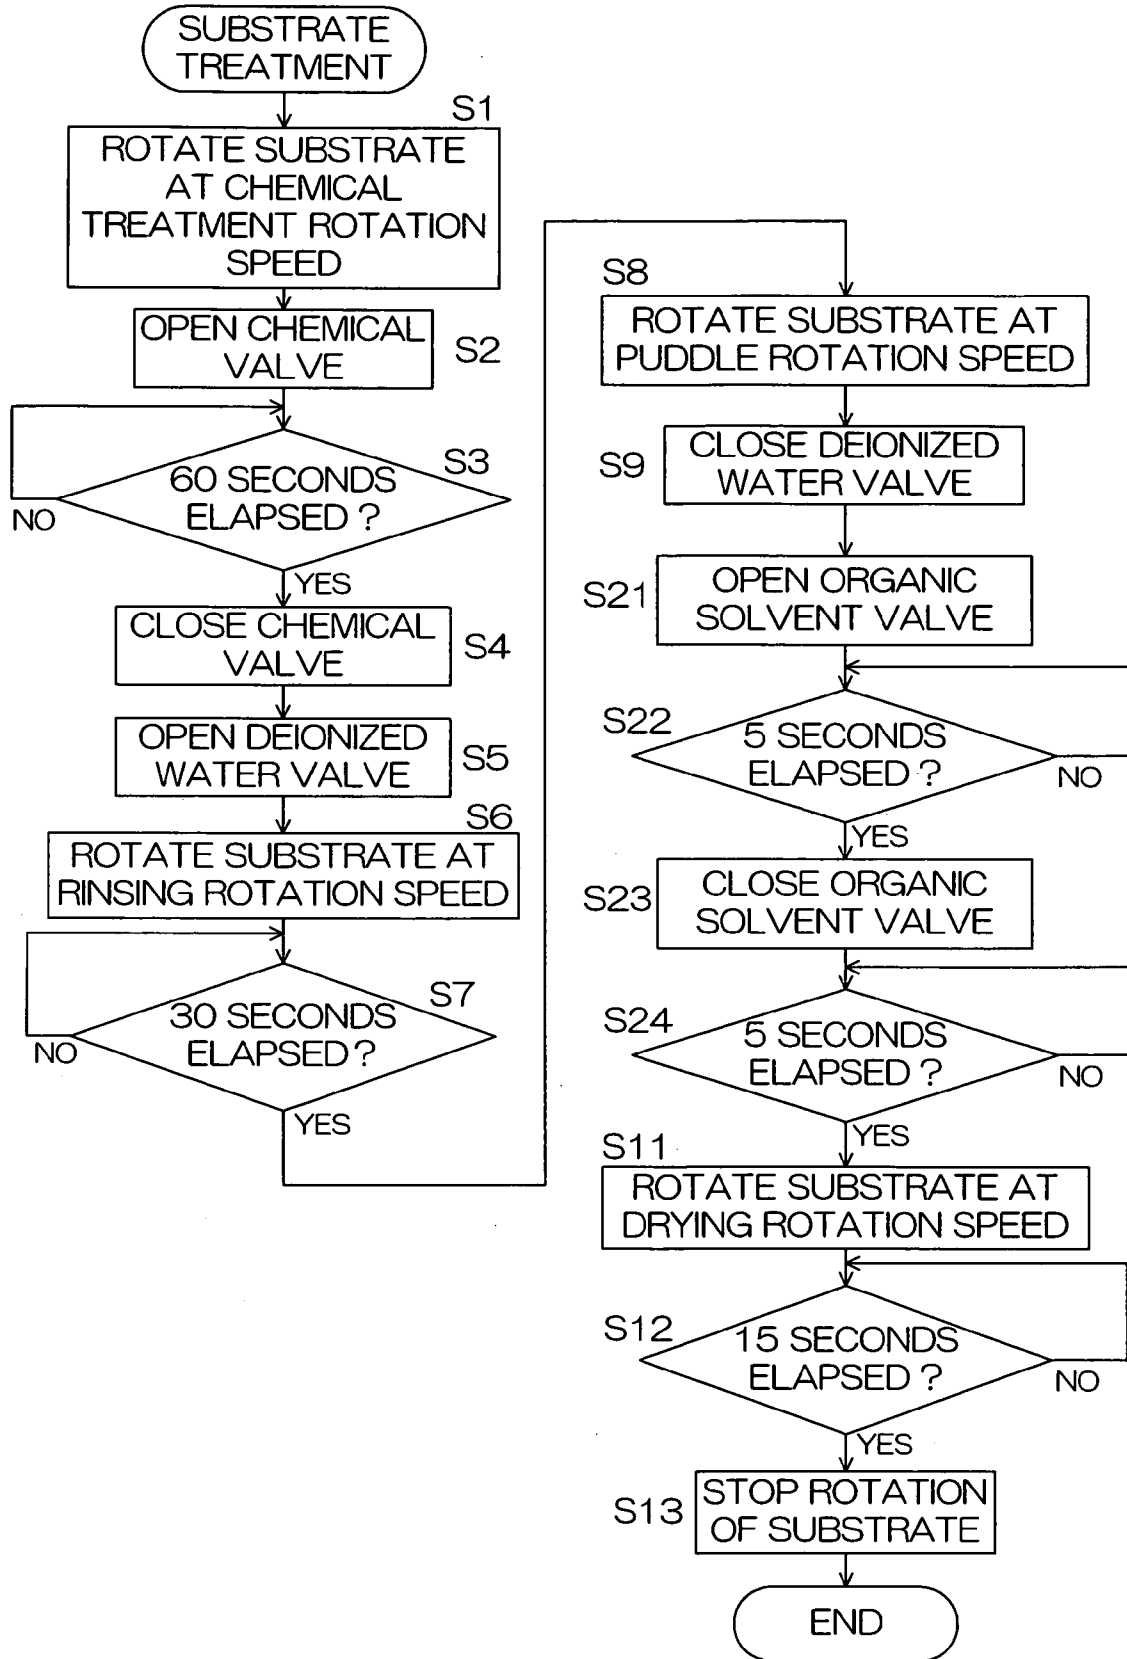 SUBSTRATE
TREATMENT
S1
ROTATE SUBSTRATE
AT CHEMICAL
TREATMENT ROTATION
SPEED
OPEN CHEMICAL
VALVE
S2
S3
60 SECONDS
ELAPSED ?
NO
YES
CLOSE CHEMICAL
VALVE
S4
OPEN DEIONIZED
WATER VALVE
S5
S6
ROTATE SUBSTRATE AT
RINSING ROTATION SPEED
S7
30 SECONDS
ELAPSED ?
NO
YES
S8
ROTATE SUBSTRATE AT
PUDDLE ROTATION SPEED
S9
CLOSE DEIONIZED
WATER VALVE
S21
OPEN ORGANIC
SOLVENT VALVE
S22
5 SECONDS
ELAPSED ?
NO
YES
S23
CLOSE ORGANIC
SOLVENT VALVE
S24
5 SECONDS
ELAPSED ?
NO
YES
S11
ROTATE SUBSTRATE AT
DRYING ROTATION SPEED
S12
15 SECONDS
ELAPSED ?
NO
YES
S13
STOP ROTATION
OF SUBSTRATE
END